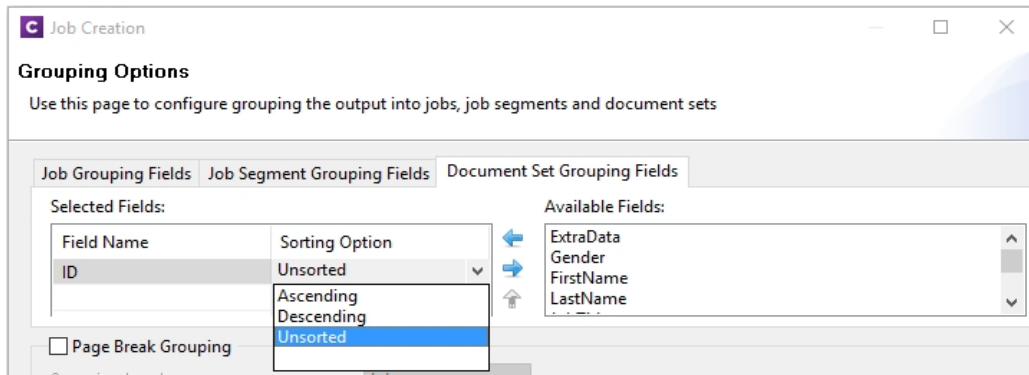 C Job Creation
Grouping Options
Use this page to configure grouping the output into jobs, job segments and document sets
Job Grouping Fields Job Segment Grouping Fields Document Set Grouping Fields
Selected Fields: Available Fields:
Field Name Sorting Option ExtraData
Gender
ID Unsorted FirstName
Ascending LastName
Descending
Unsorted
Page Break Grouping